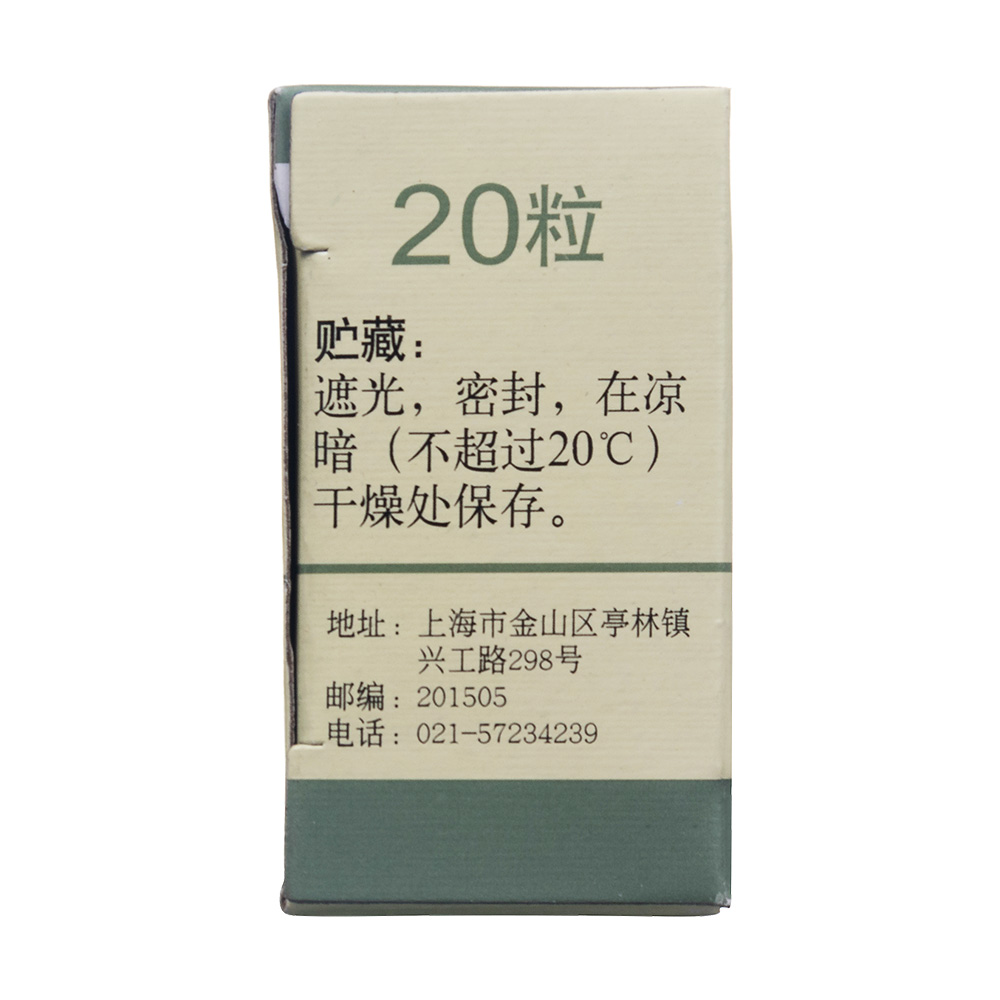 20粒
贮藏：
遮光，密封，在凉
暗（不超过20℃）
干燥处保存。
地址：上海市金山区亭林镇
兴工路298号
邮编：201505
电话：021-57234239